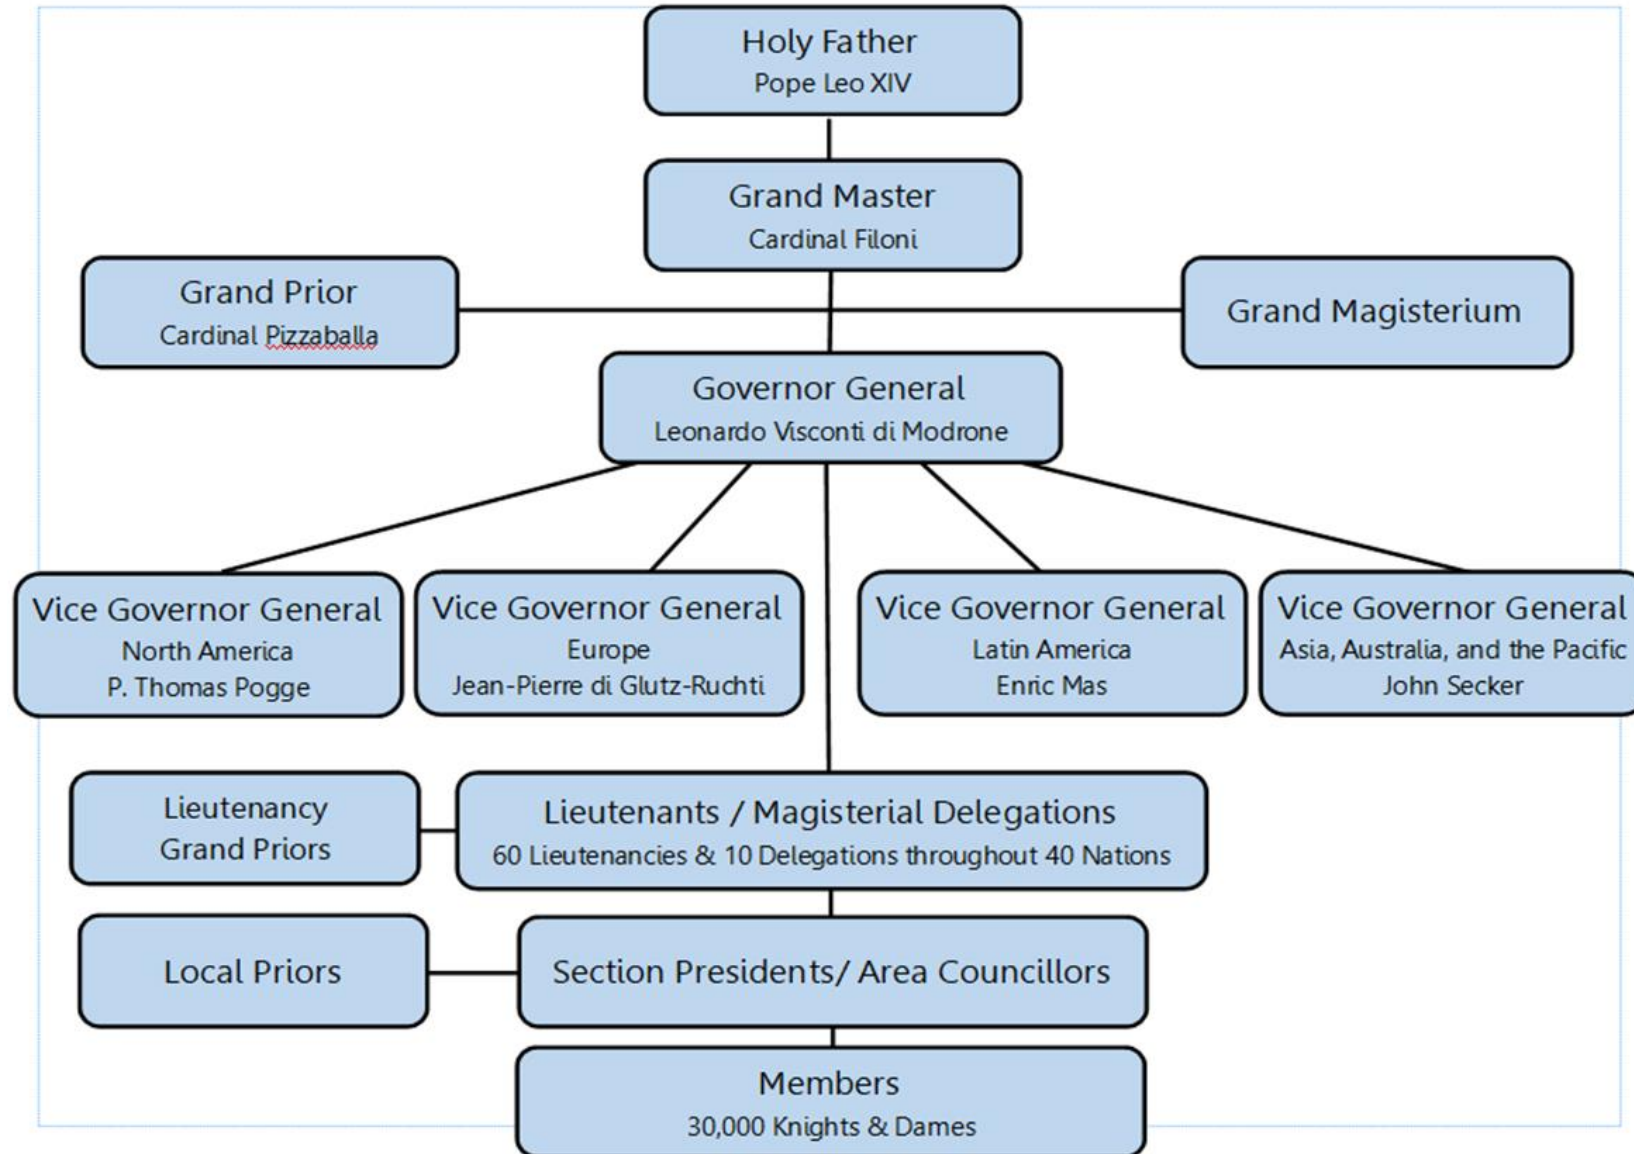 Holy Father
Pope Leo XIV
Grand Master
Cardinal Filoni
Grand Prior
Cardinal Pizzaballa
Grand Magisterium
Governor General
Leonardo Visconti di Modrone
Vice Governor General
North America
P. Thomas Pogge
Vice Governor General
Europe
Jean-Pierre di Glutz-Ruchti
Vice Governor General
Latin America
Enric Mas
Vice Governor General
Asia, Australia, and the Pacific
John Secker
Lieutenancy
Grand Priors
Lieutenants / Magisterial Delegations
60 Lieutenancies & 10 Delegations throughout 40 Nations
Local Priors
Section Presidents/ Area Councillors
Members
30,000 Knights & Dames